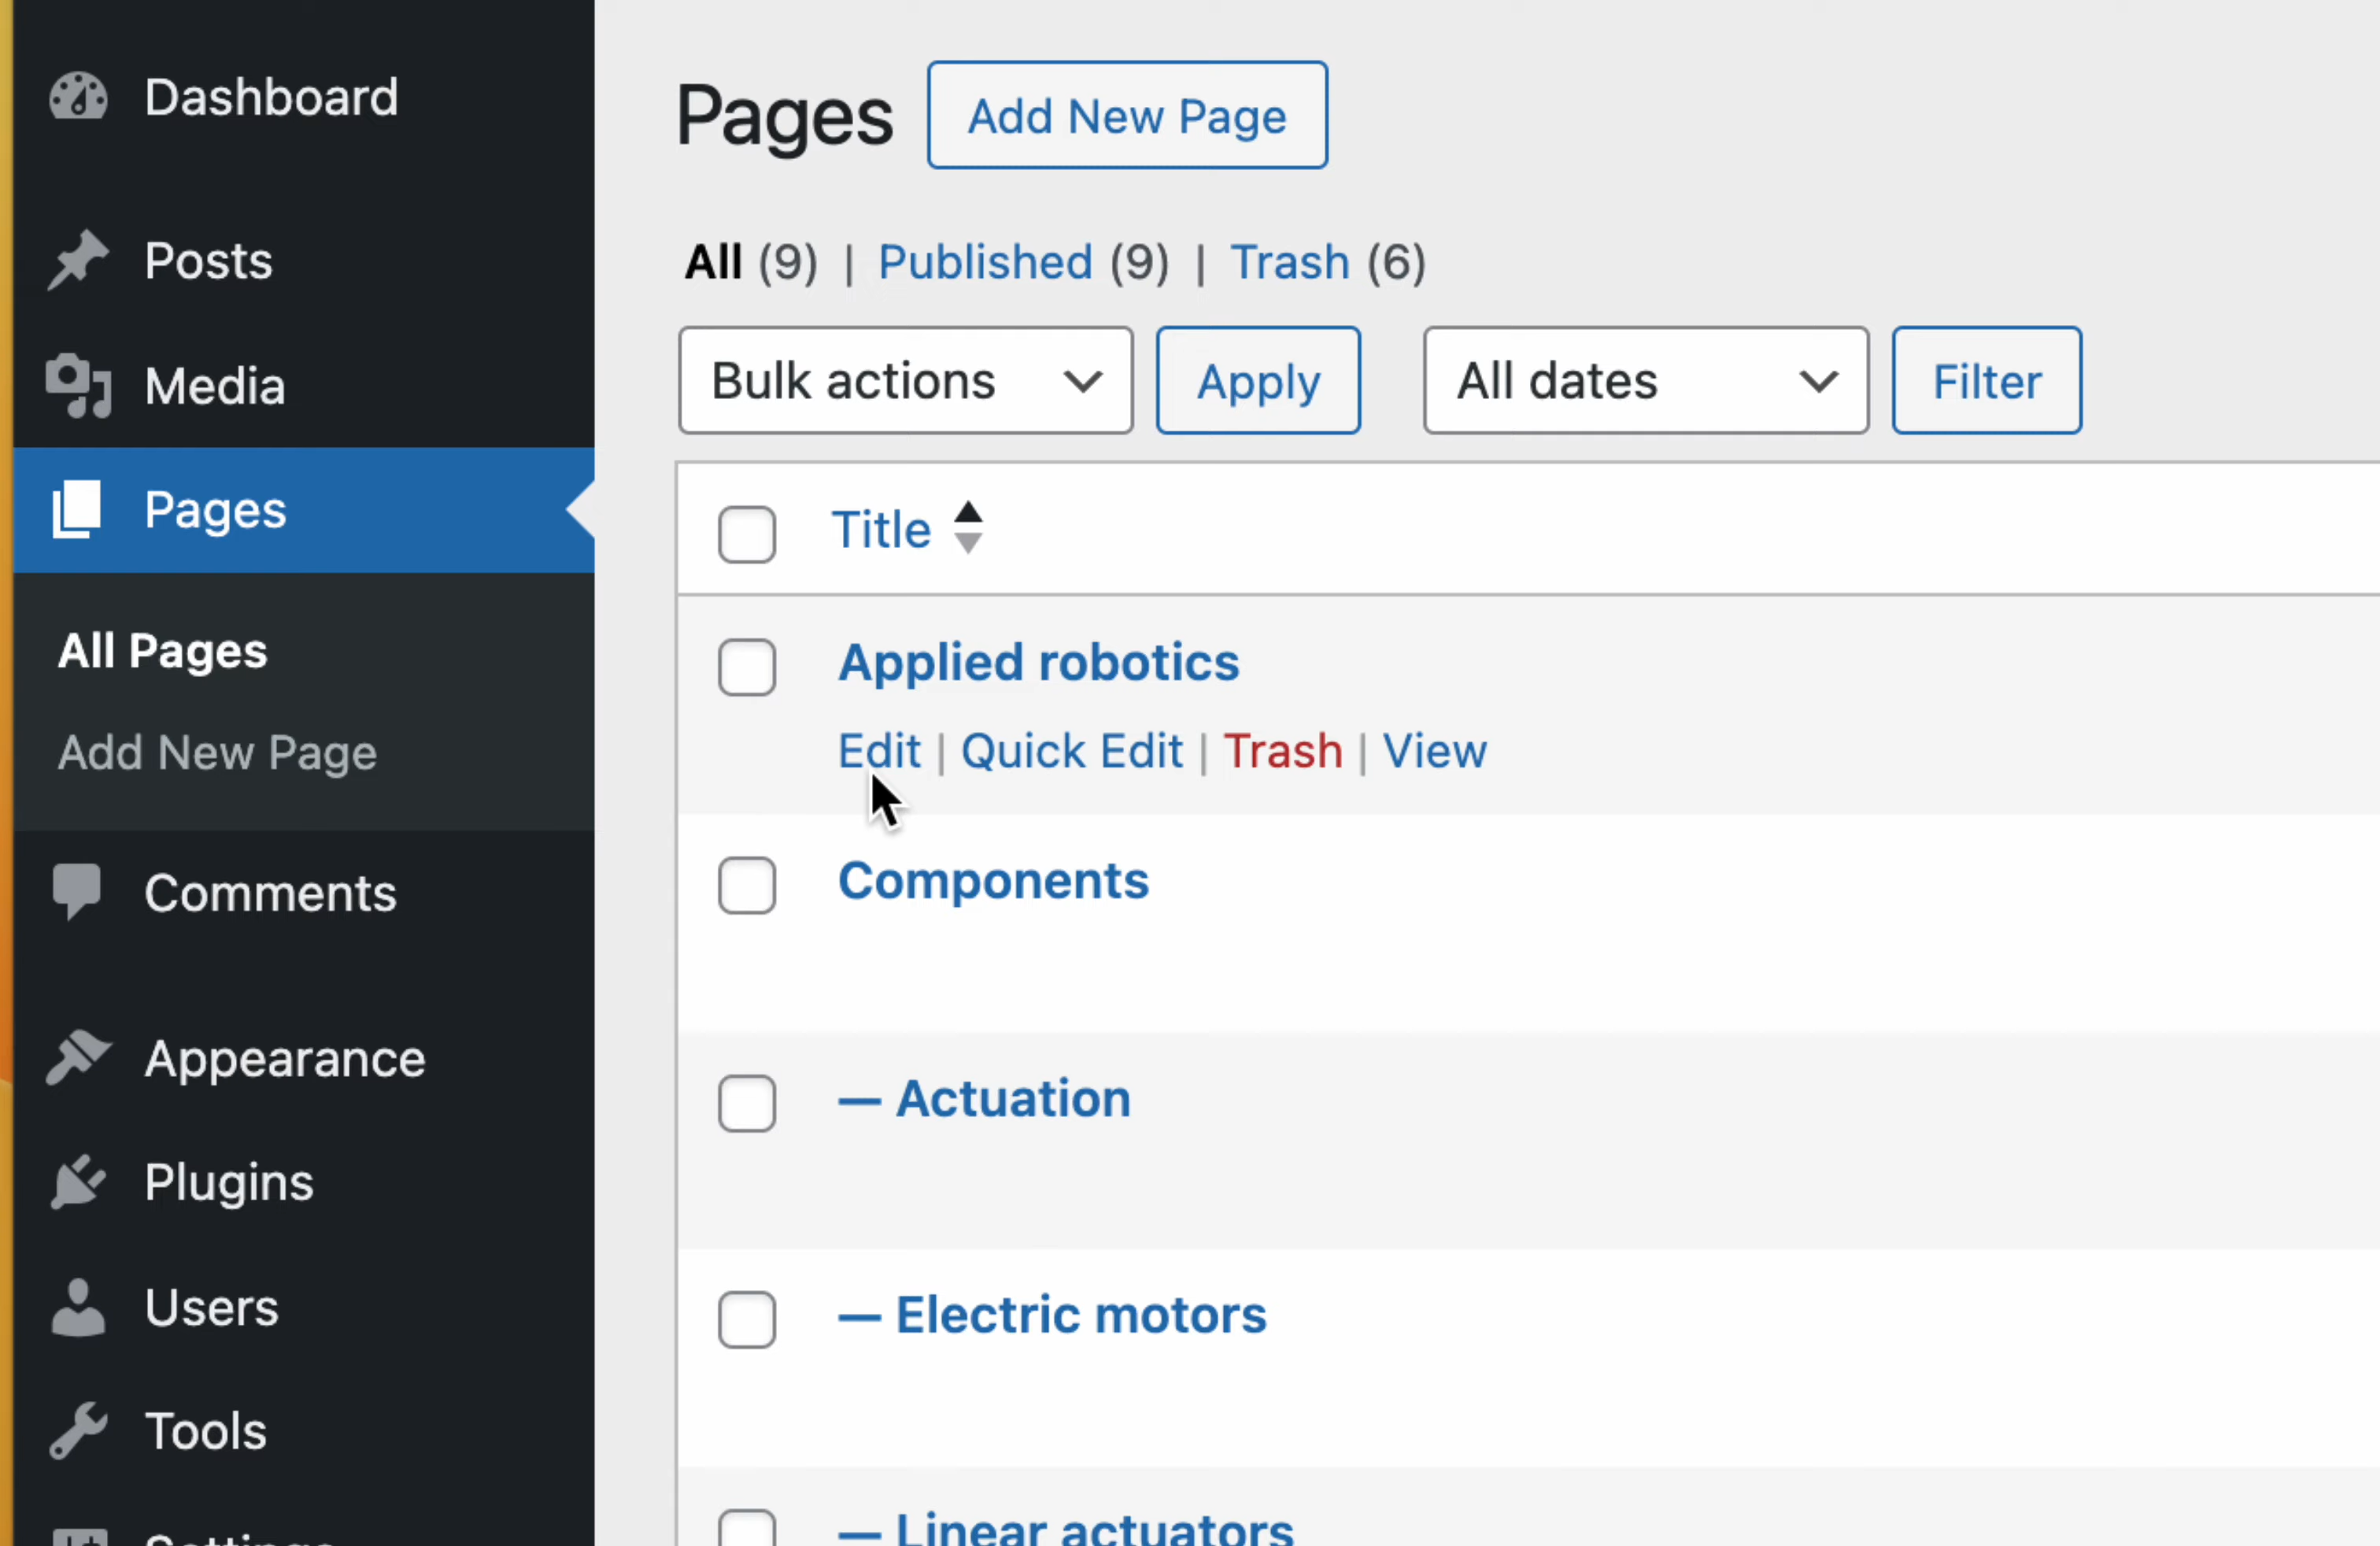 Dashboard
Posts
Media
Pages
All Pages
Add New Page
Comments
Appearance
Plugins
Users
Tools
Settings
Pages
Add New Page
All (9) | Published (9) | Trash (6)
Bulk actions
Apply
All dates
Filter
Title
Applied robotics
Edit | Quick Edit | Trash | View
Components
— Actuation
— Electric motors
— Linear actuators